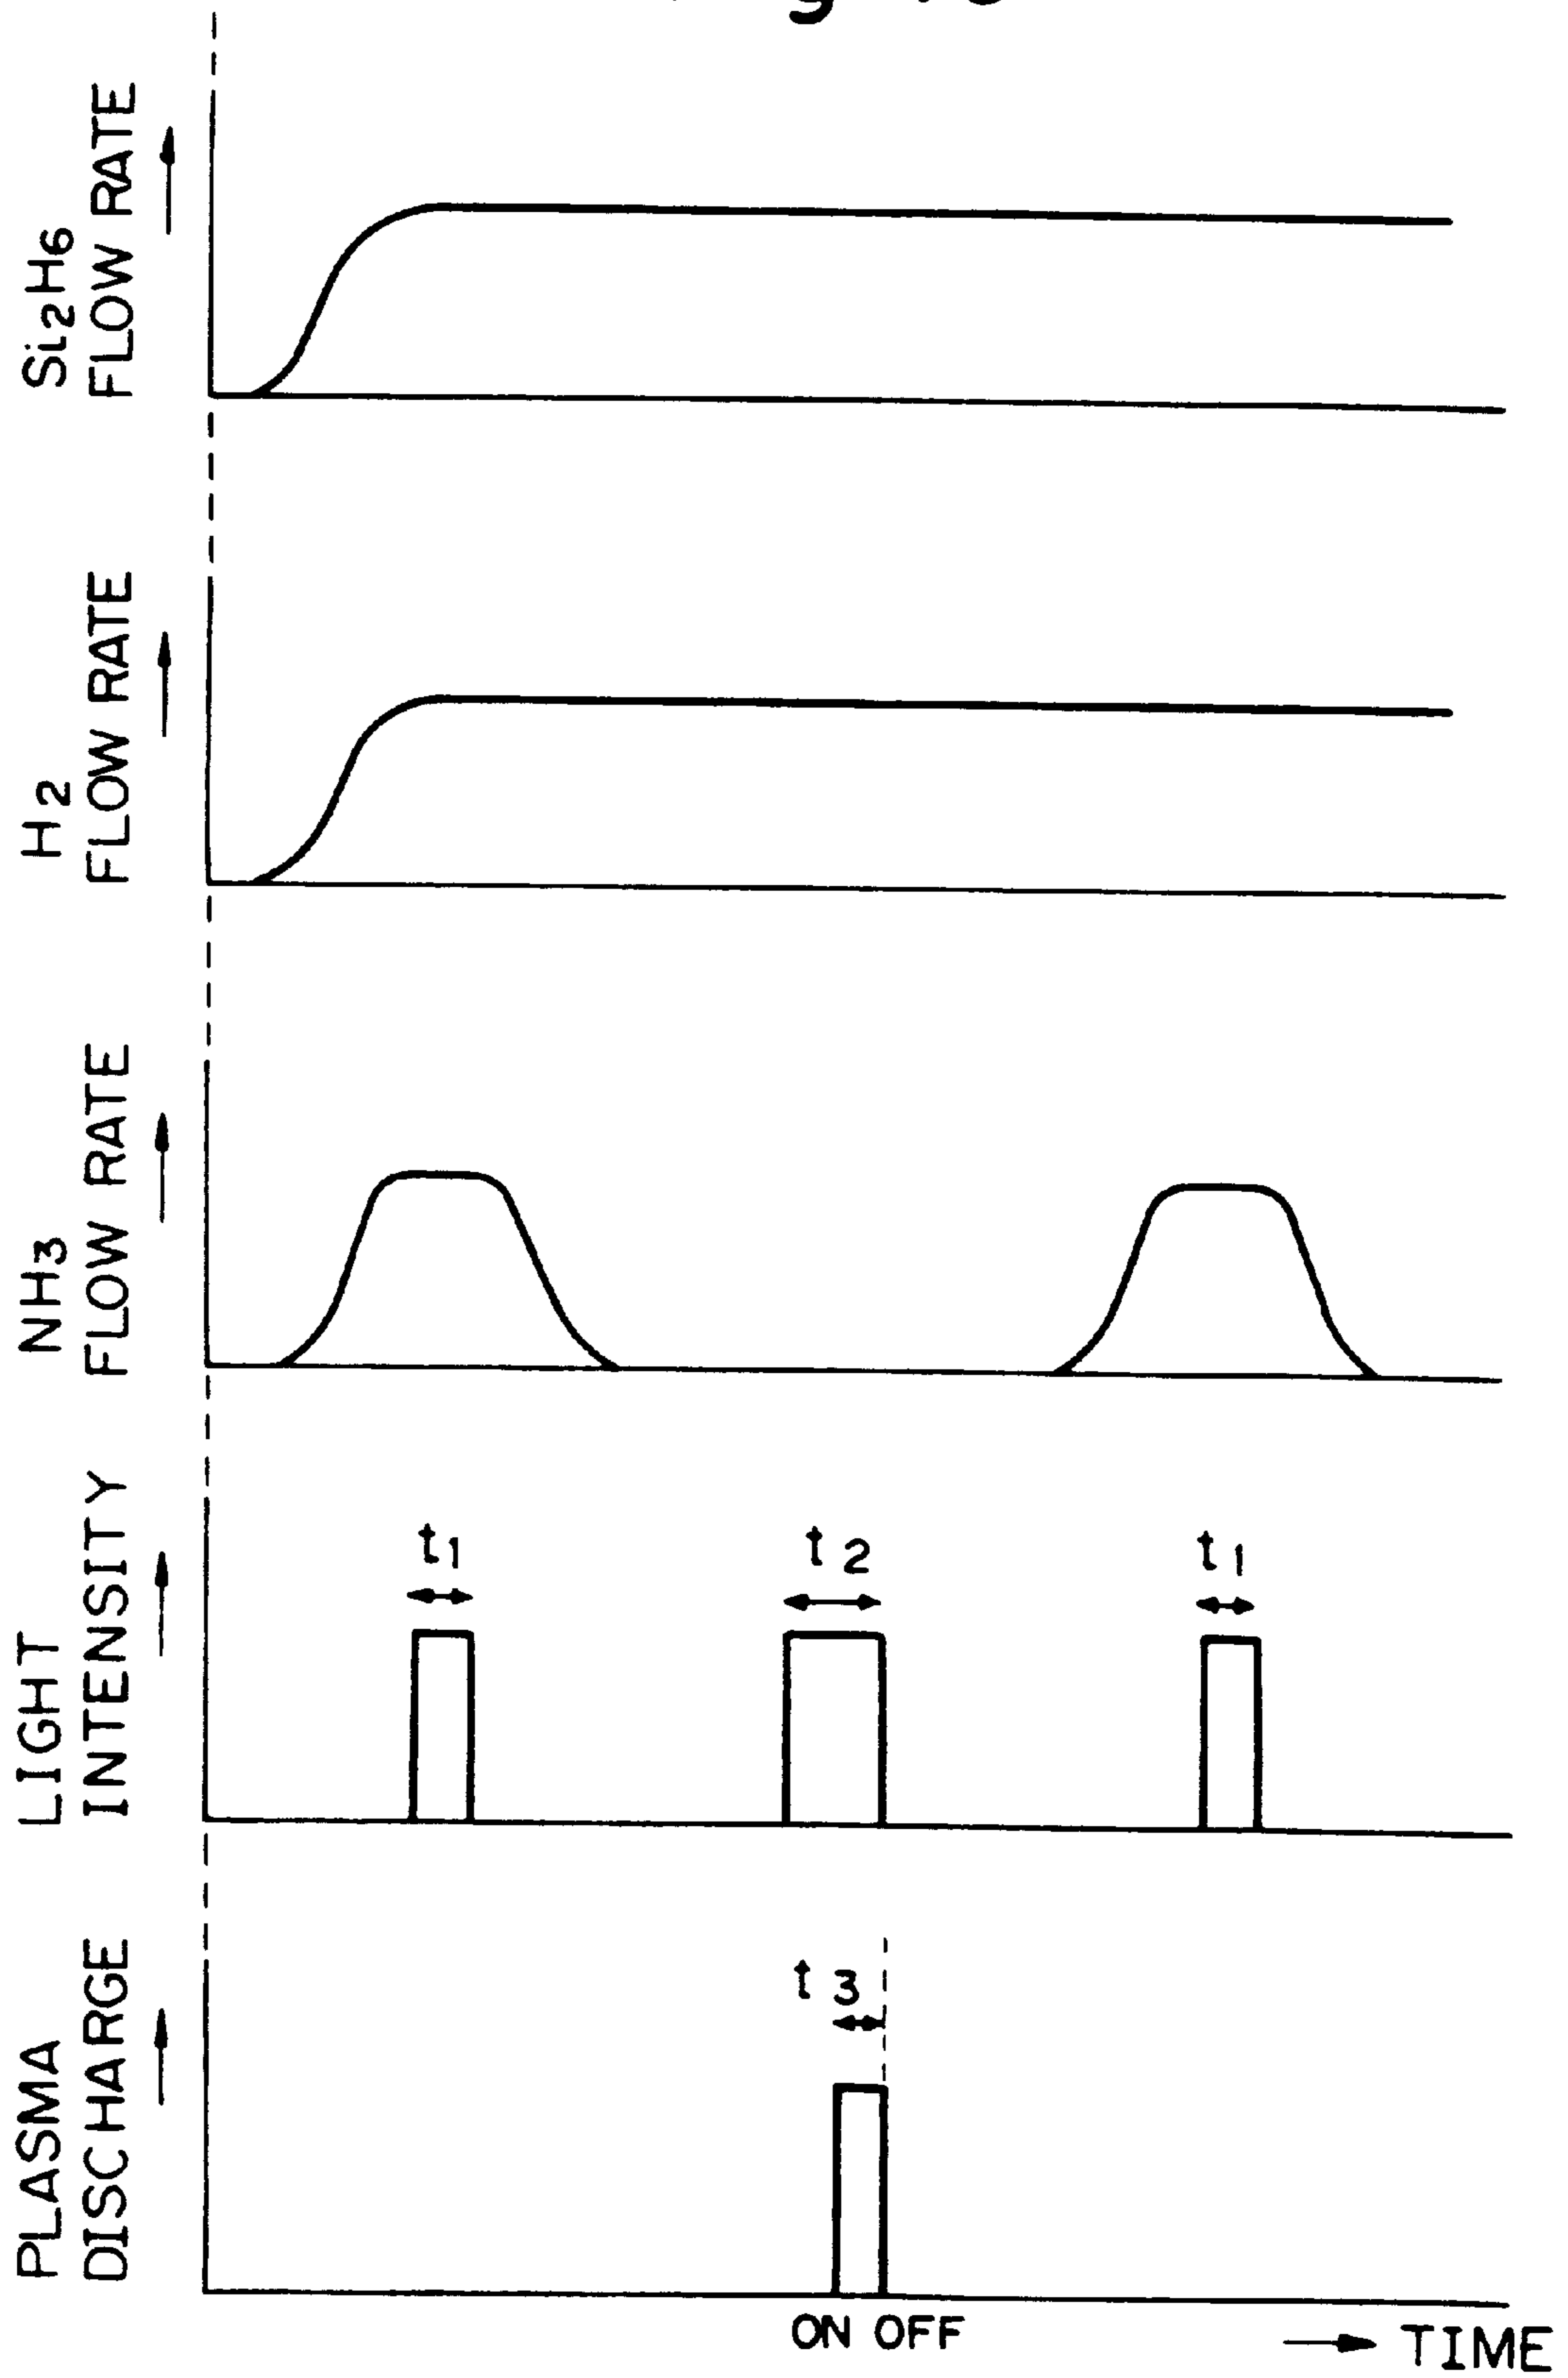 Si2H6
FLOW RATE
H2
FLOW RATE
NH3
FLOW RATE
LIGHT
INTENSITY
t1
t2
t1
PLASMA
DISCHARGE
t3
ON OFF
TIME